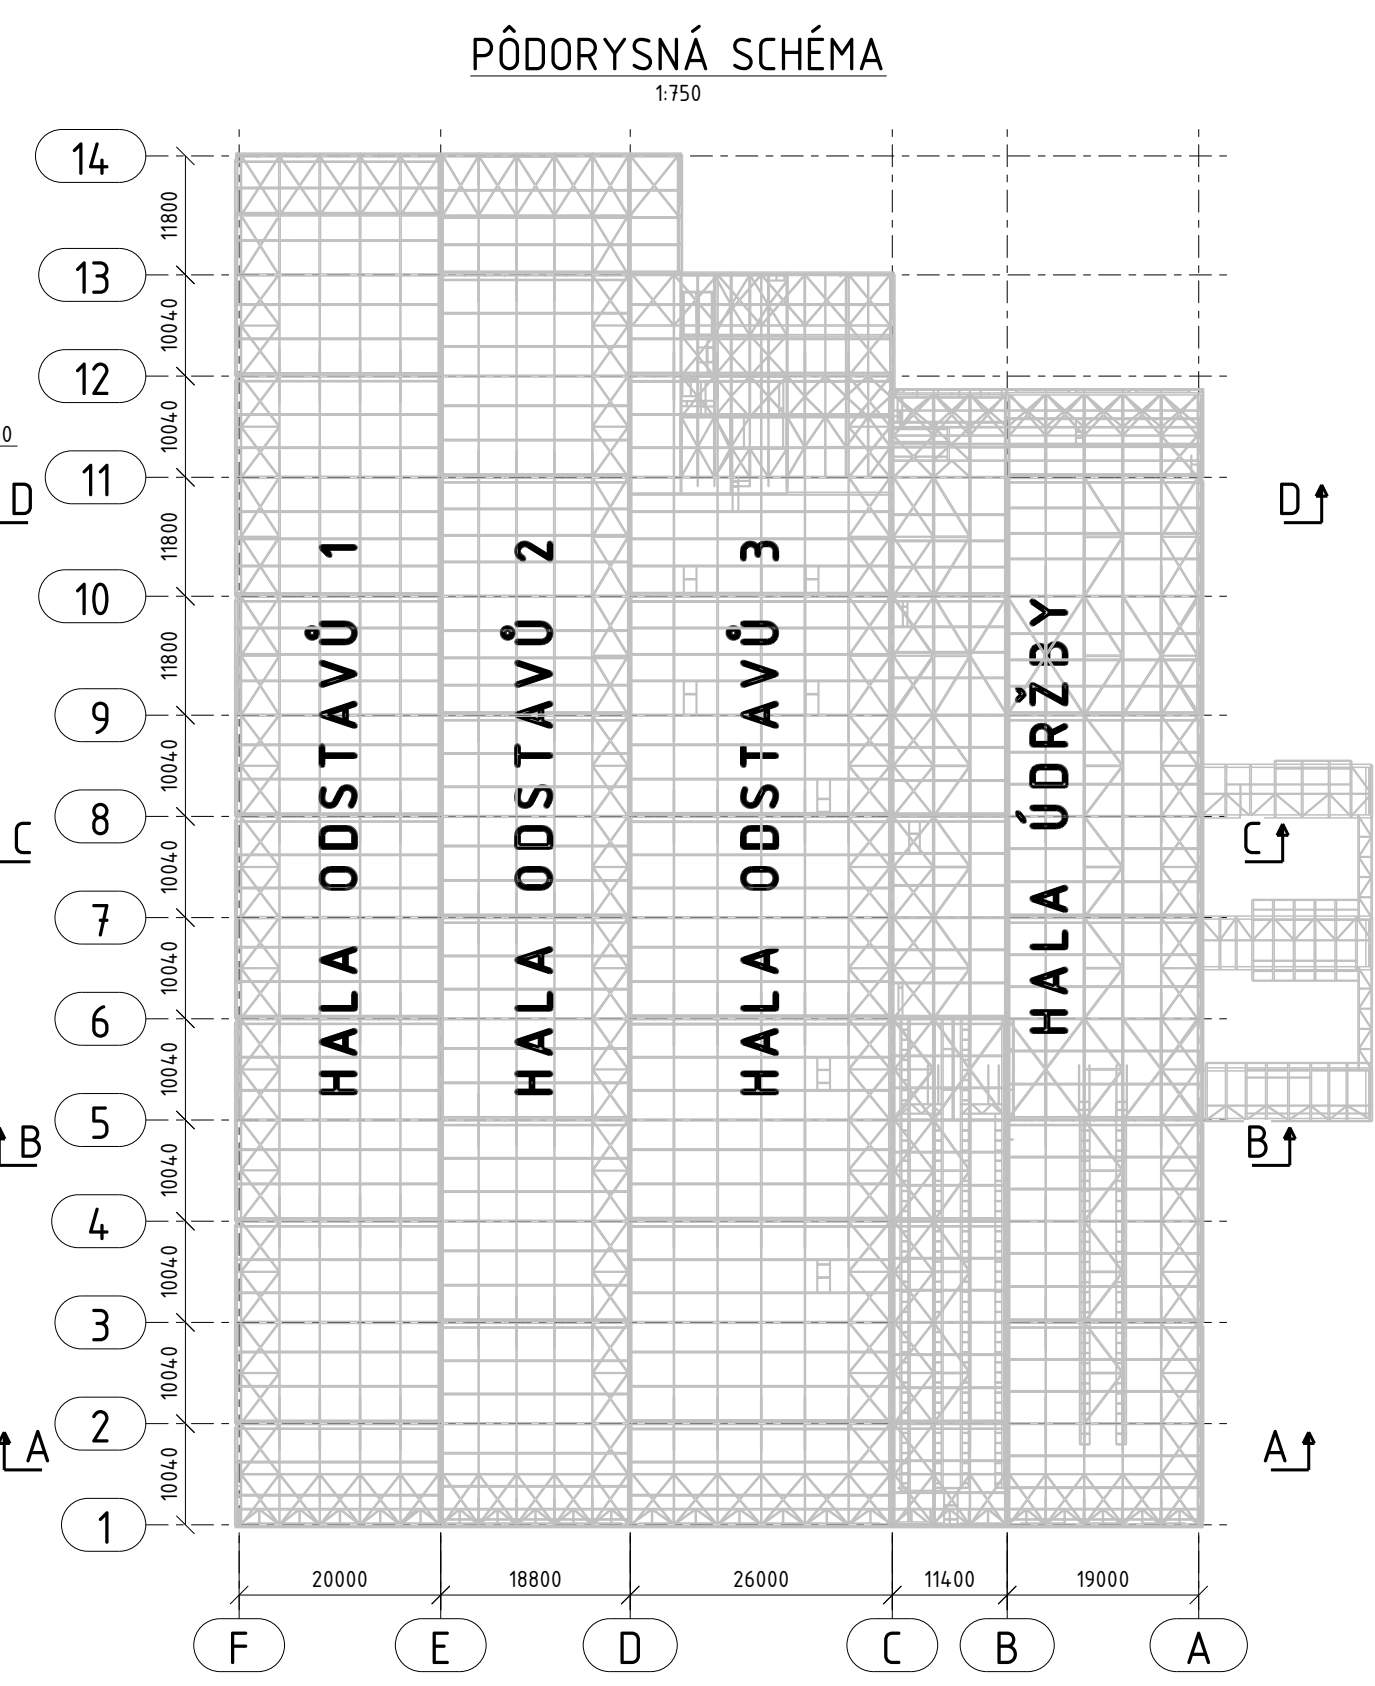 PÔDORYSNÁ SCHÉMA
1:750
14
11800
13
10040
12
10040
0
11
D
D
11800
10
11800
9
10040
8
C
C
10040
7
10040
6
10040
5
B
B
10040
4
10040
3
10040
2
A
A
10040
1
HALA ODSTAVŮ 1
HALA ODSTAVŮ 2
HALA ODSTAVŮ 3
HALA ÚDRŽBY
20000
18800
26000
11400
19000
F
E
D
C
B
A